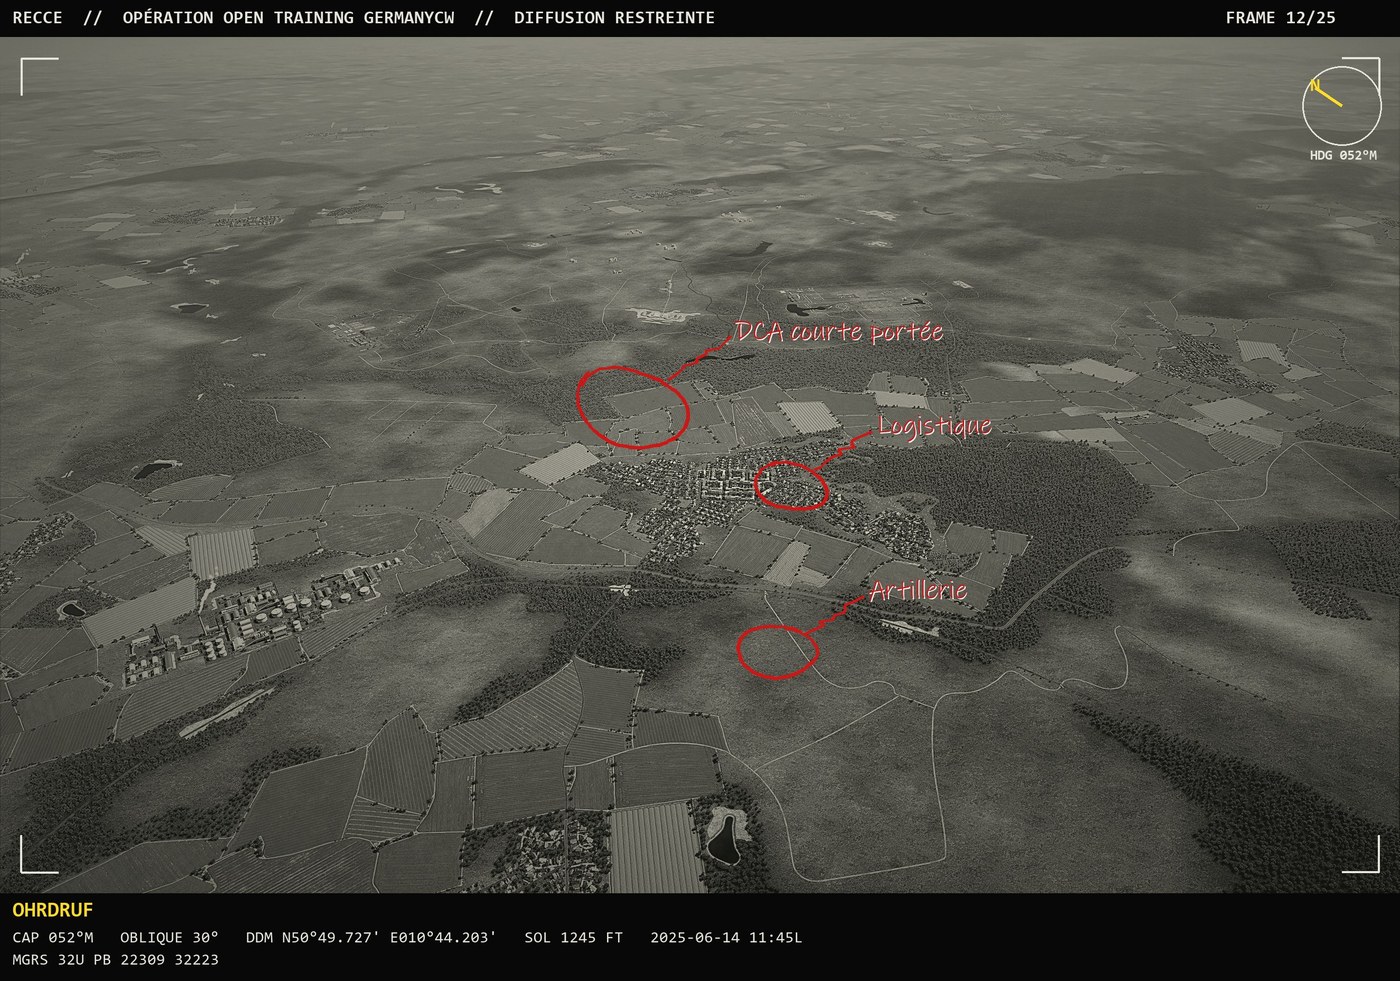 RECCE // OPÉRATION OPEN TRAINING GERMANYCW // DIFFUSION RESTREINTE
FRAME 12/25
N
HDG 052°M
DCA courte portée
Logistique
Artillerie
OHRDRUF
CAP 052°M OBLIQUE 30° DDM N50°49.727' E010°44.203' SOL 1245 FT 2025-06-14 11:45L
MGRS 32U PB 22309 32223